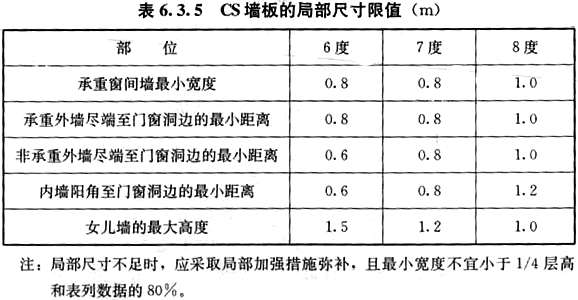 表 6.3.5 CS 墙板的局部尺寸限值（m）
部 位 6 度 7 度 8 度
承重窗间墙最小宽度 0.8 0.8 1.0
承重外墙尽端至门窗洞边的最小距离 0.8 0.8 1.0
非承重外墙尽端至门窗洞边的最小距离 0.6 0.8 1.0
内墙阳角至门窗洞边的最小距离 0.6 0.8 1.2
女儿墙的最大高度 1.5 1.2 1.0
注：局部尺寸不足时，应采取局部加强措施弥补，且最小宽度不宜小于 1/4 层高
和表列数据的 80％。